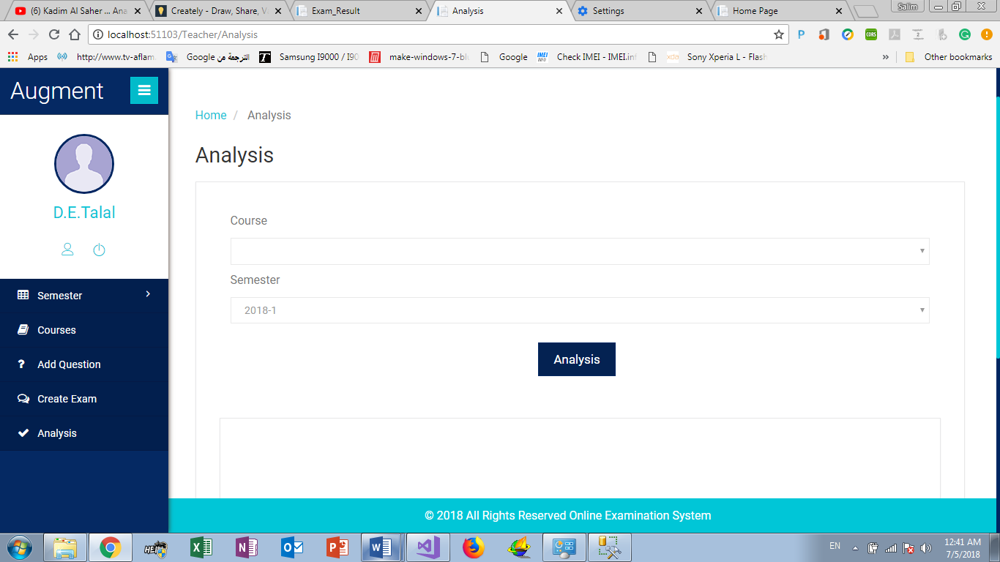 (6) Kadim Al Saher ... Ana
Creately - Draw, Share, V
Exam_Result
Analysis
Settings
Home Page
Salim
localhost:51103/Teacher/Analysis
Apps
http://www.tv-aflam
Google الترجمة من
Samsung I9000 / I90
make-windows-7-bl
Google
Check IMEI - IMEI.inf
Sony Xperia L - Flash
Other bookmarks
Augment
Home / Analysis
Analysis
D.E.Talal
Course
Semester
2018-1
Analysis
Semester
Courses
Add Question
Create Exam
Analysis
© 2018 All Rights Reserved Online Examination System
EN
12:41 AM
7/5/2018